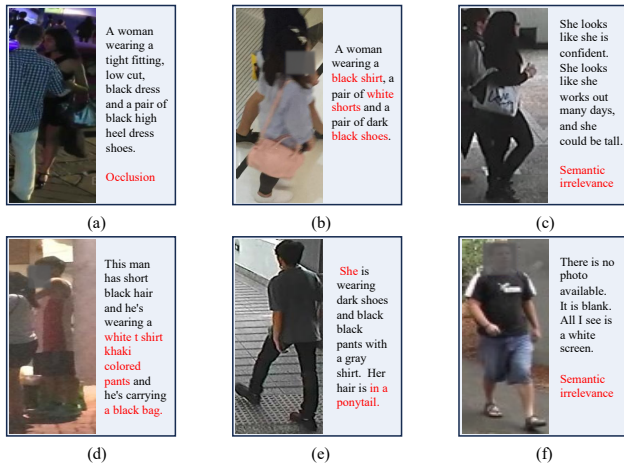 A woman
wearing a
tight fitting,
low cut,
black dress
and a pair of
black high
heel dress
shoes.
Occlusion
(a)
A woman
wearing a
black shirt, a
pair of white
shorts and a
pair of dark
black shoes.
(b)
She looks
like she is
confident.
She looks
like she
works out
many days,
and she
could be tall.
Semantic
irrelevance
(c)
This man
has short
black hair
and he's
wearing a
white t shirt
khaki
colored
pants and
he's carrying
a black bag.
(d)
She is
wearing
dark shoes
and black
black
pants with
a gray
shirt. Her
hair is in a
ponytail.
(e)
There is no
photo
available.
It is blank.
All I see is
a white
screen.
Semantic
irrelevance
(f)